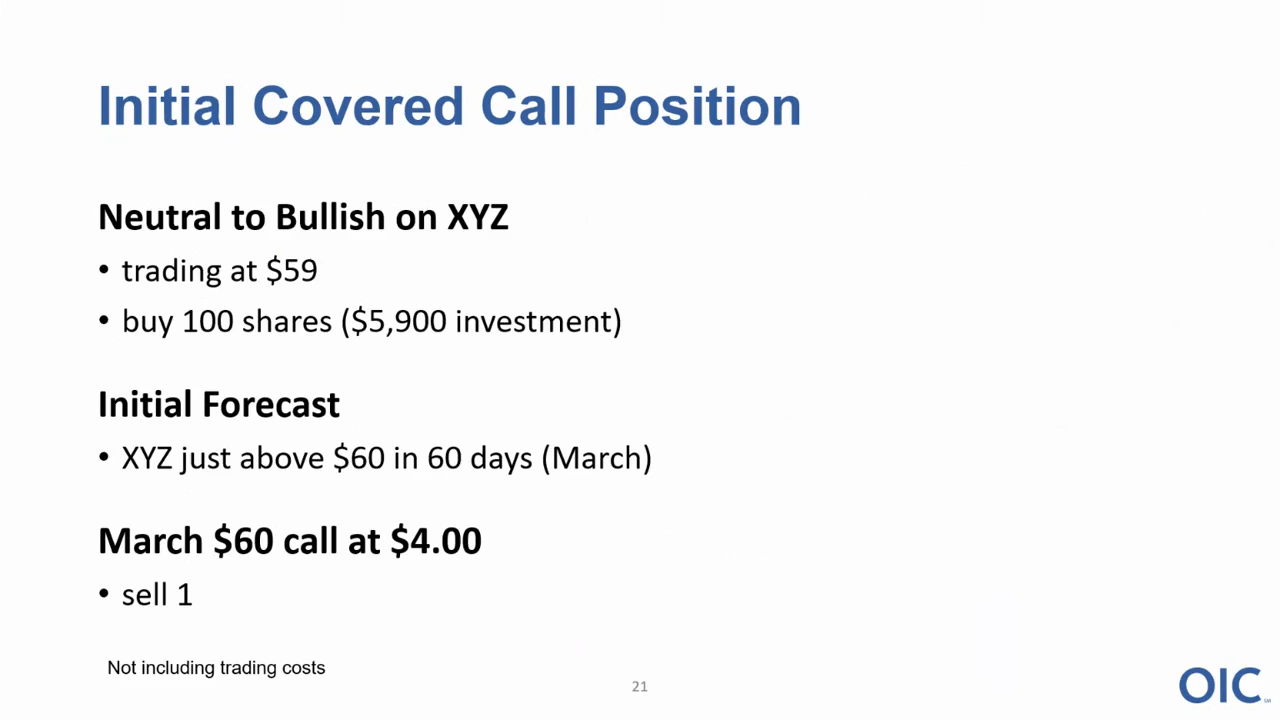 Initial Covered Call Position
Neutral to Bullish on XYZ
• trading at $59
• buy 100 shares ($5,900 investment)
Initial Forecast
• XYZ just above $60 in 60 days (March)
March $60 call at $4.00
• sell 1
Not including trading costs
21
OIC℠